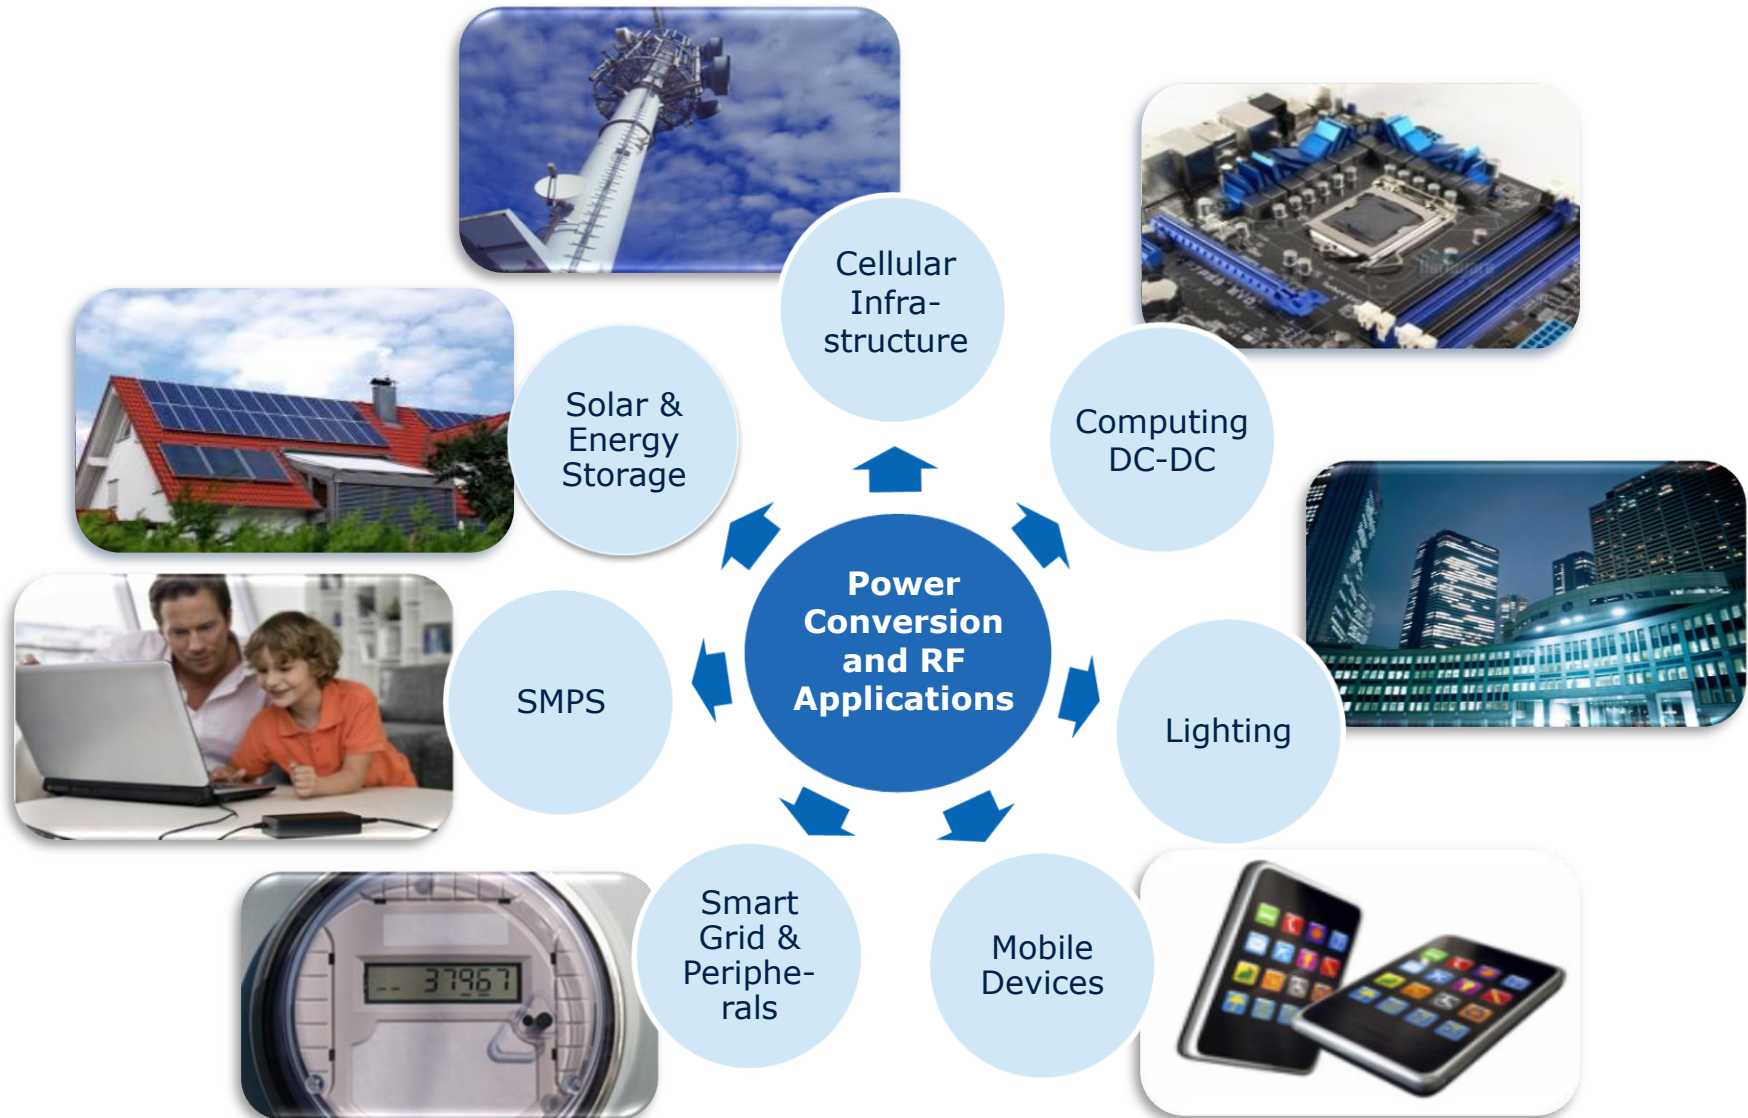 Cellular
Infra-
structure
Computing
DC-DC
Lighting
Mobile
Devices
Smart
Grid &
Periphe-
rals
SMPS
Solar &
Energy
Storage
Power
Conversion
and RF
Applications
37967